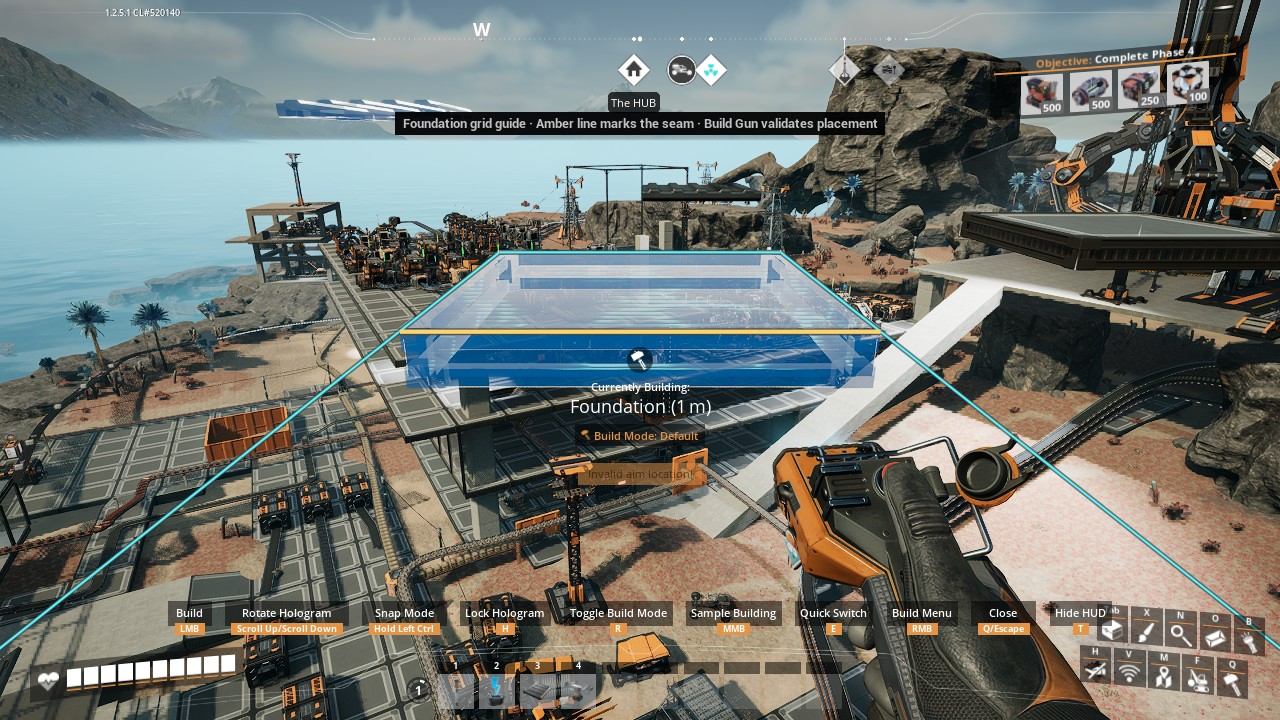 1.2.5.1 CL#520140
W
Objective: Complete Phase 4
500
500
250
100
The HUB
Foundation grid guide · Amber line marks the seam · Build Gun validates placement
Currently Building:
Foundation (1 m)
Build Mode: Default
Invalid aim location!
Build
LMB
Rotate Hologram
Scroll Up/Scroll Down
Snap Mode
Hold Left Ctrl
Lock Hologram
H
Toggle Build Mode
R
Sample Building
MMB
Quick Switch
E
Build Menu
RMB
Close
Q/Escape
Hide HUD
T
X
N
O
B
H
V
M
F
Q
1
2
3
4
1